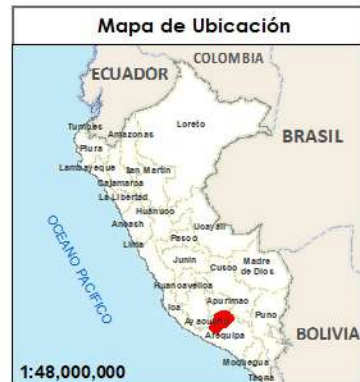 Mapa de Ubicación
COLOMBIA
ECUADOR
Tumbes
Loreto
Amazonas
Piura
BRASIL
Lambayeque
San Martin
Cajamarca
La Libertad
Huanuco
Ancash
Ucayali
Pasco
OCEANO PACÍFICO
Lima
Junin
Madre
de Dios
Cusco
Huancavelica
Apurimac
Ica
Puno
Ayacucho
Arequipa
BOLIVIA
Moquegua
Tacna
1:48,000,000